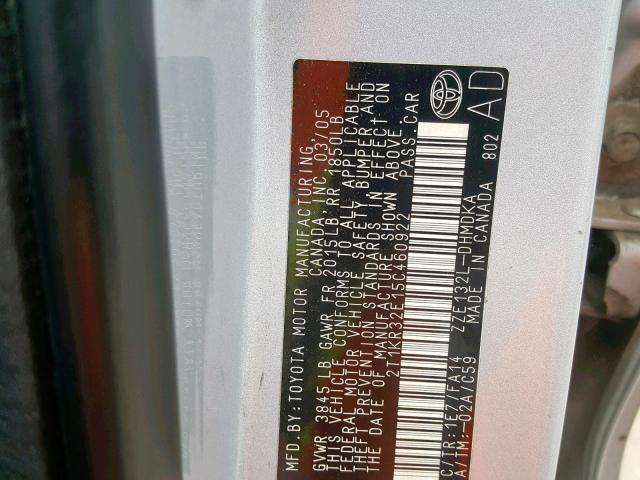 MFD BY: TOYOTA MOTOR MANUFACTURING,
CANADA, INC. 03/05
GVWR 3845LB GAWR FR 2015LB, RR 1850LB
THIS VEHICLE CONFORMS TO ALL APPLICABLE
FEDERAL MOTOR VEHICLE SAFETY, BUMPER AND
THEFT PREVENTION STANDARDS IN EFFECT ON
THE DATE OF MANUFACTURE SHOWN ABOVE.
2T1KR32E15C460922 PASS.CAR
C/TR:1E7/FA14 ZZE132L-DHMDKA
A/TM:-02A/C59 MADE IN CANADA 802
AD